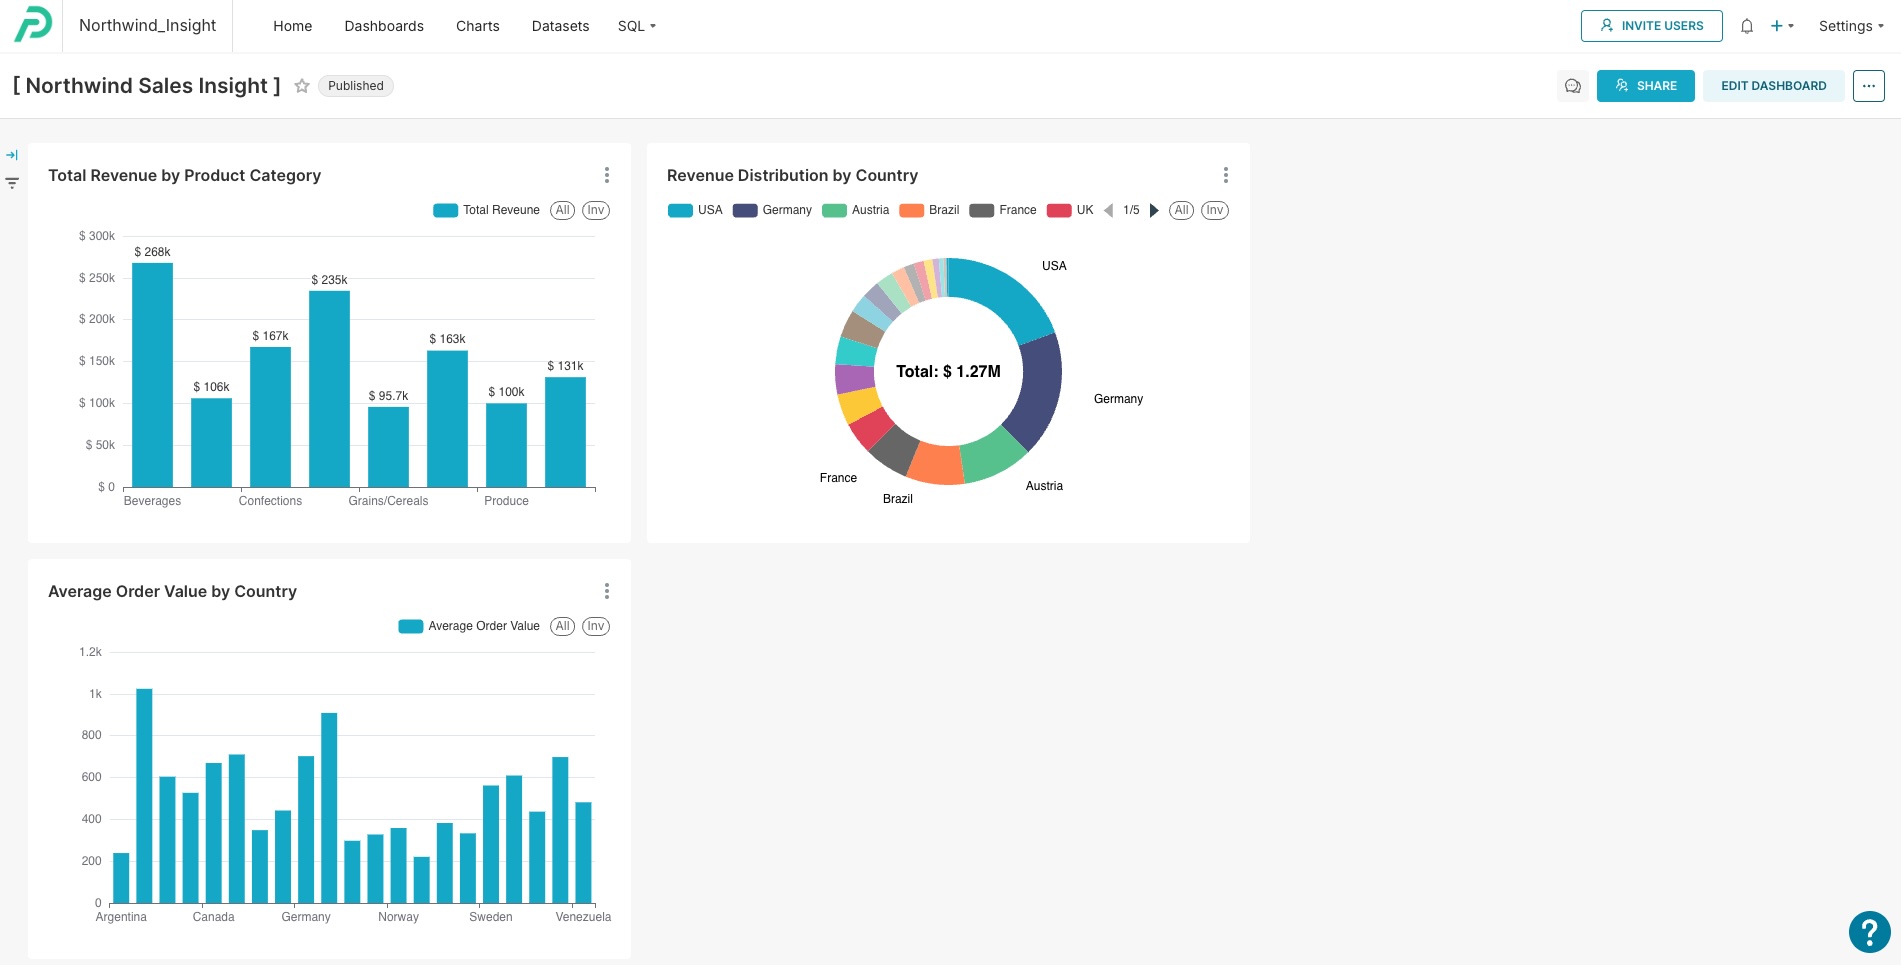 Northwind_Insight Home Dashboards Charts Datasets SQL INVITE USERS + Settings
[ Northwind Sales Insight ] Published SHARE EDIT DASHBOARD ...
Total Revenue by Product Category
Total Reveune All Inv
$ 300k
$ 250k
$ 200k
$ 150k
$ 100k
$ 50k
$ 0
$ 268k
$ 106k
$ 167k
$ 235k
$ 95.7k
$ 163k
$ 100k
$ 131k
Beverages Confections Grains/Cereals Produce
Revenue Distribution by Country
USA Germany Austria Brazil France UK 1/5 All Inv
USA
Total: $ 1.27M
Germany
France
Austria
Brazil
Average Order Value by Country
Average Order Value All Inv
1.2k
1k
800
600
400
200
0
Argentina Canada Germany Norway Sweden Venezuela
?